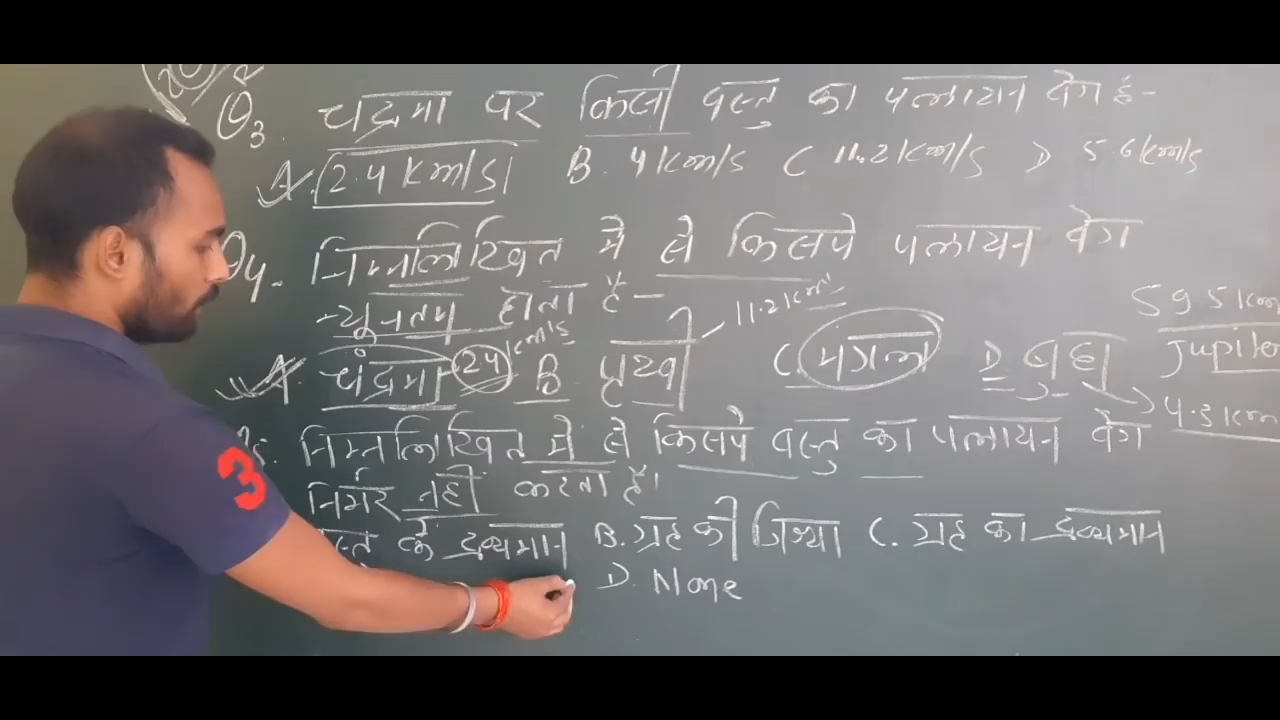 Q3. चंद्रमा पर किसी वस्तु का पलायन वेग है-
A. 2.4 Km/s B. 4 Km/s C 11.2 Km/s D 5.6 Km/s
Q4. निम्नलिखित में से किसपे पलायन वेग
न्यूनतम होता है-
11.2 Km/
595 Km
A. चंद्रमा 2.4 Km/s B. पृथ्वी C. मंगल D. बुध
Jupiter
4.3 Km
5. निम्नलिखित में से किसपे वस्तु का पलायन वेग
निर्भर नही करता है।
के द्रव्यमान B. ग्रह की त्रिज्या C. ग्रह का द्रव्यमान
D. None
3